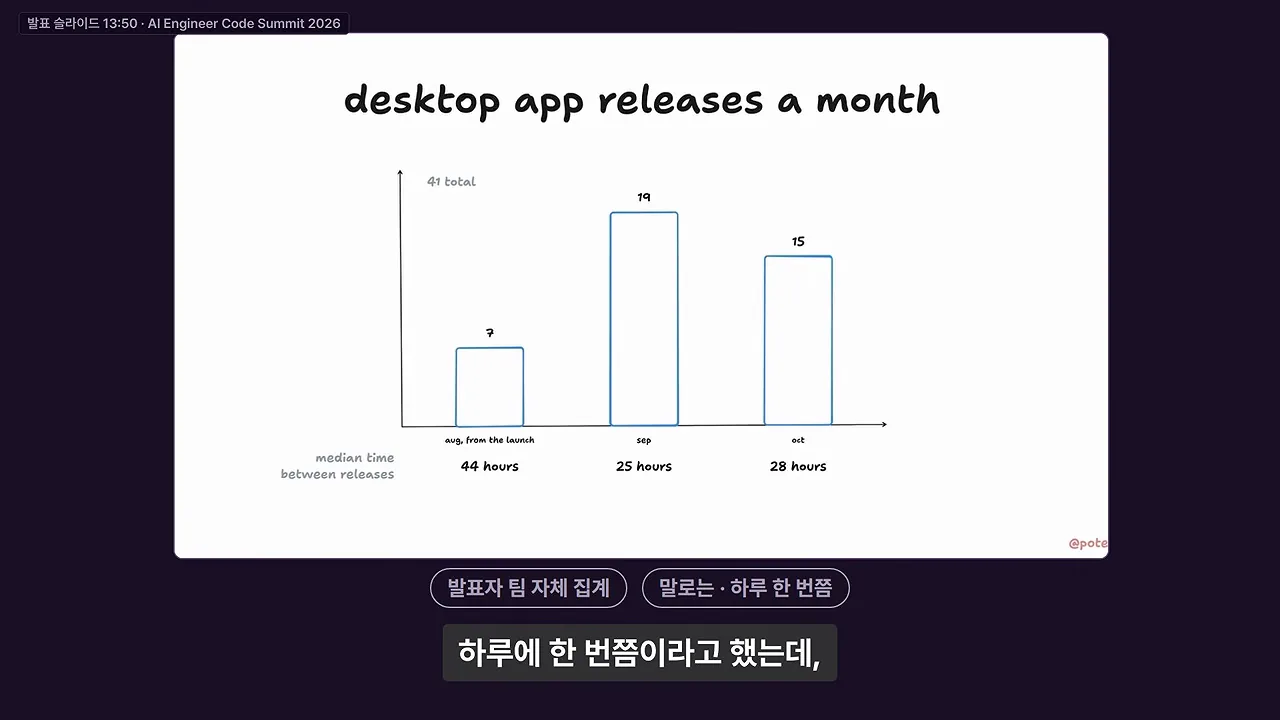 발표 슬라이드 13:50 · AI Engineer Code Summit 2026
desktop app releases a month
41 total
19
15
7
aug, from the launch
sep
oct
median time
between releases
44 hours
25 hours
28 hours
@pote
발표자 팀 자체 집계
말로는 · 하루 한 번쯤
하루에 한 번쯤이라고 했는데,